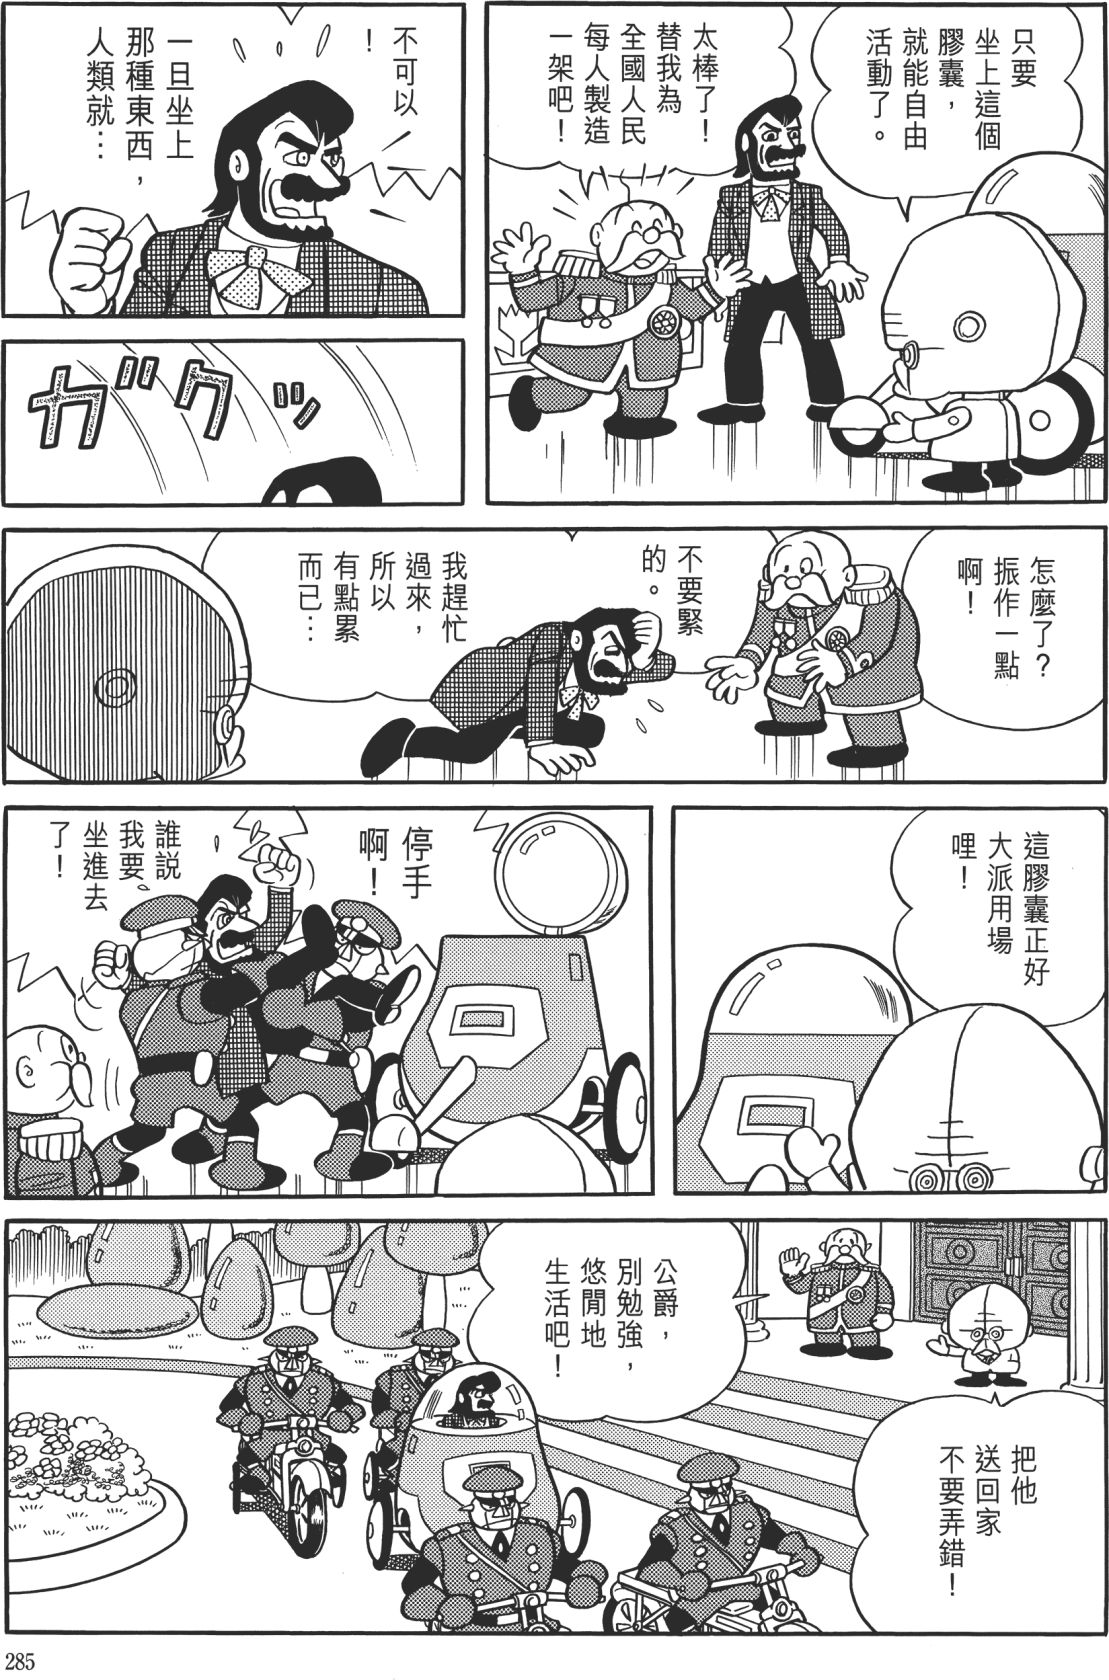 只要
坐上這個
膠囊，
就能自由
活動了。
太棒了！
替我為
全國人民
每人製造
一架吧！
不可以
！
一旦坐上
那種東西，
人類就…
ガクッ
怎麼了？
振作一點
啊！
不要緊
的。
我趕忙
過來，
所以
有點累
而已…
這膠囊正好
大派用場
哩！
停手
啊！
誰說
我要
坐進去
了！
公爵，
別勉強，
悠閒地
生活吧！
把他
送回家
不要弄錯！
285